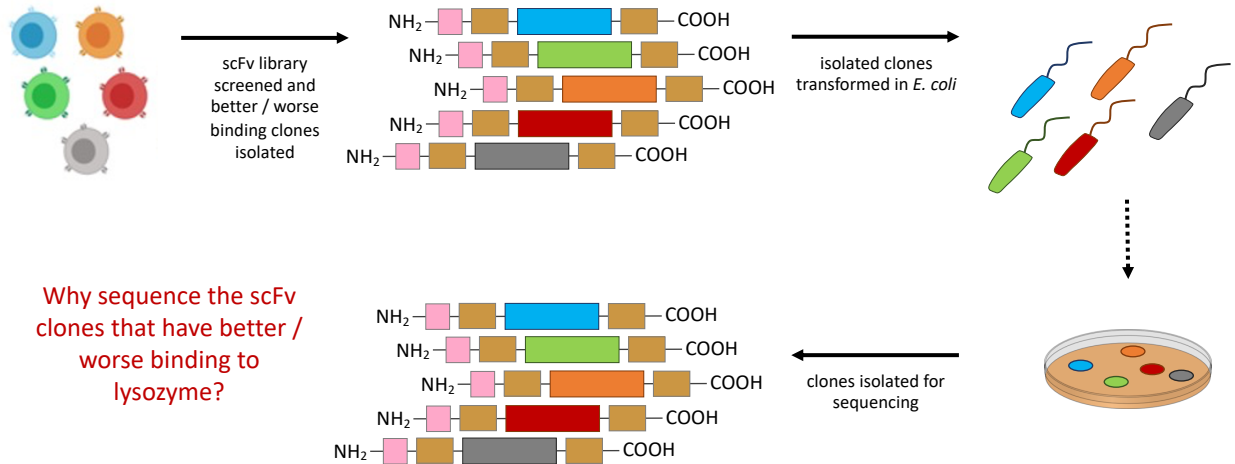 scFv library
screened and
better / worse
binding clones
isolated
NH₂ COOH
NH₂ COOH
NH₂ COOH
NH₂ COOH
NH₂ COOH
isolated clones
transformed in E. coli
Why sequence the scFv
clones that have better /
worse binding to
lysozyme?
NH₂ COOH
NH₂ COOH
NH₂ COOH
NH₂ COOH
NH₂ COOH
clones isolated for
sequencing